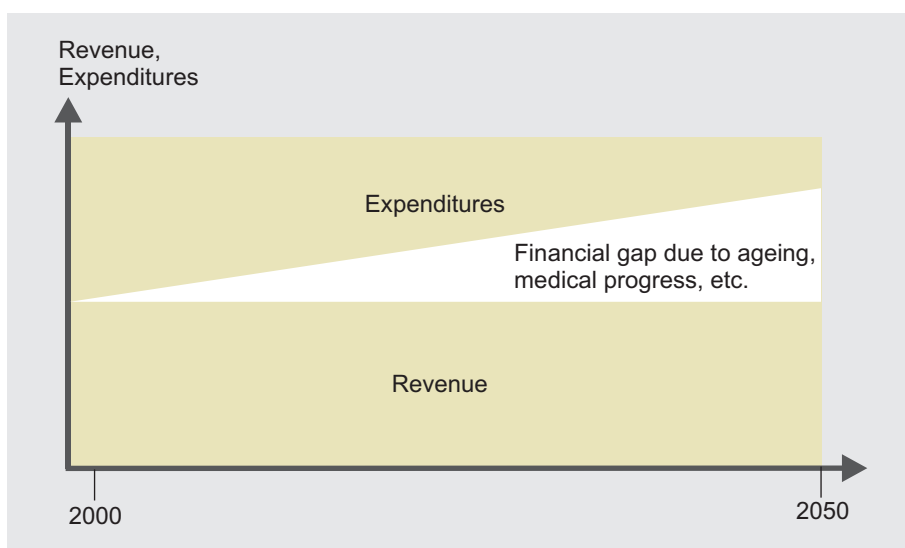 Revenue,
Expenditures
Expenditures
Financial gap due to ageing,
medical progress, etc.
Revenue
2000
2050